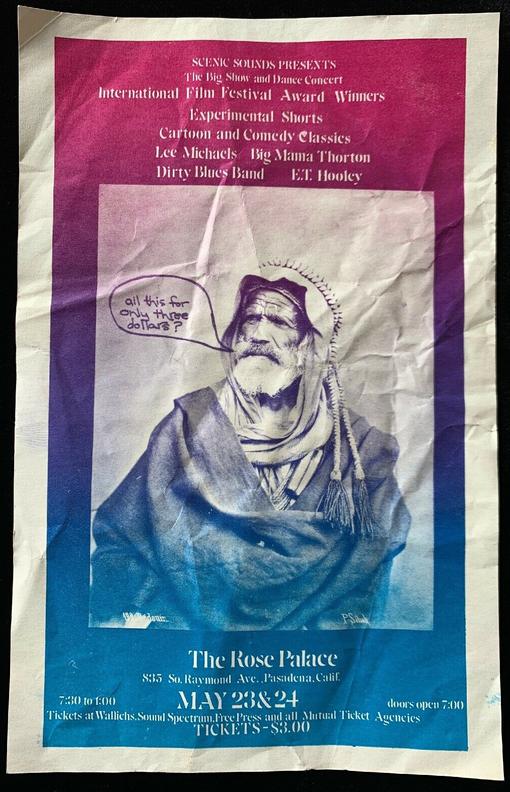 SCENIC SOUNDS PRESENTS
The Big Show and Dance Concert
International Film Festival Award Winners
Experimental Shorts
Cartoon and Comedy Classics
Lee Michaels Big Mama Thorton
Dirty Blues Band E.T. Hooley
all this for
only three
dollars?
The Rose Palace
835 So. Raymond Ave., Pasadena, Calif.
7:30 to 1:00 MAY 23 & 24 doors open 7:00
Tickets at Wallichs, Sound Spectrum, Free Press and all Mutual Ticket Agencies
TICKETS-$3.00